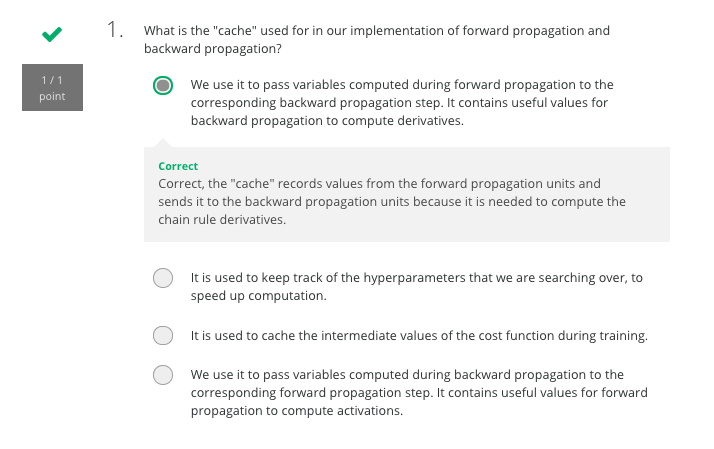 1.
What is the "cache" used for in our implementation of forward propagation and
backward propagation?
1 / 1
point
We use it to pass variables computed during forward propagation to the
corresponding backward propagation step. It contains useful values for
backward propagation to compute derivatives.
Correct
Correct, the "cache" records values from the forward propagation units and
sends it to the backward propagation units because it is needed to compute the
chain rule derivatives.
It is used to keep track of the hyperparameters that we are searching over, to
speed up computation.
It is used to cache the intermediate values of the cost function during training.
We use it to pass variables computed during backward propagation to the
corresponding forward propagation step. It contains useful values for forward
propagation to compute activations.